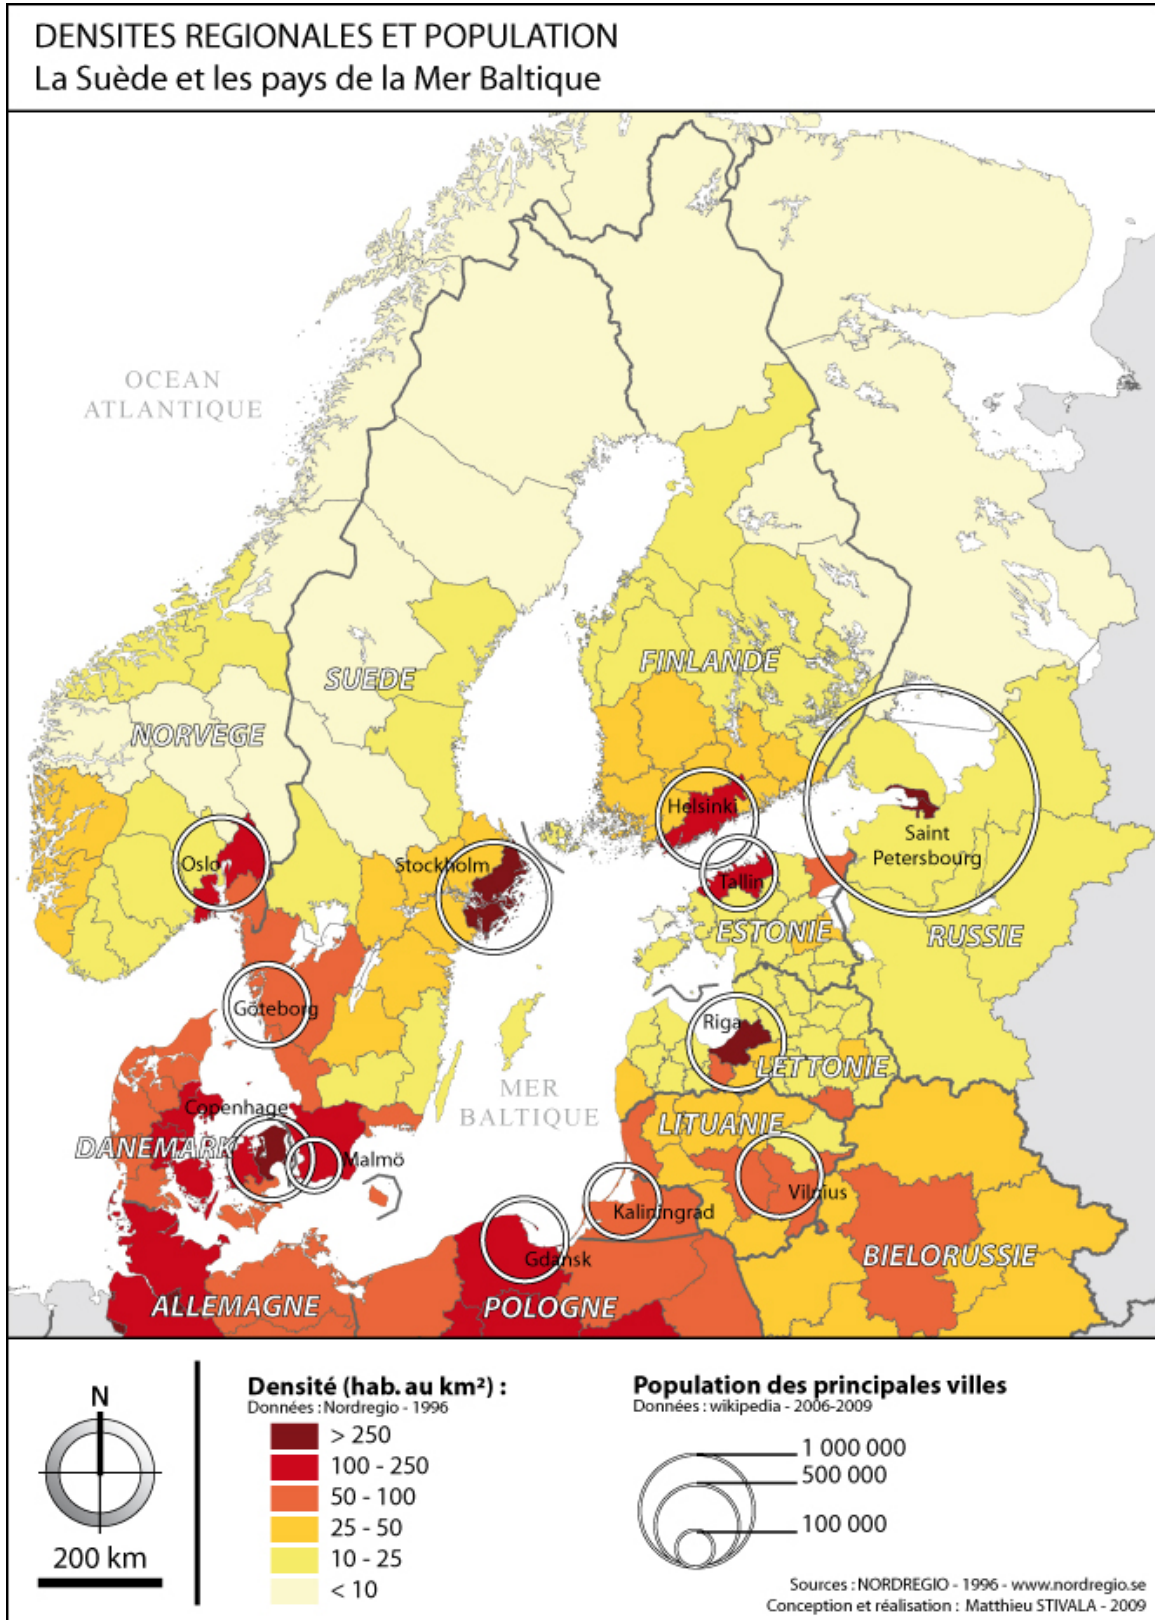 DENSITES REGIONALES ET POPULATION
La Suède et les pays de la Mer Baltique
OCEAN
ATLANTIQUE
SUEDE
FINLANDE
NORVEGE
Helsinki
Saint
Petersbourg
Oslo
Stockholm
Tallin
ESTONIE
RUSSIE
Göteborg
Riga
LETTONIE
MER
BALTIQUE
Copenhage
LITUANIE
DANEMARK
Malmö
Vilnius
Kaliningrad
Gdansk
BIELORUSSIE
ALLEMAGNE
POLOGNE
N
200 km
Densité (hab. au km²) :
Données : Nordregio - 1996
> 250
100 - 250
50 - 100
25 - 50
10 - 25
< 10
Population des principales villes
Données : wikipedia - 2006-2009
1 000 000
500 000
100 000
Sources : NORDREGIO - 1996 - www.nordregio.se
Conception et réalisation : Matthieu STIVALA - 2009